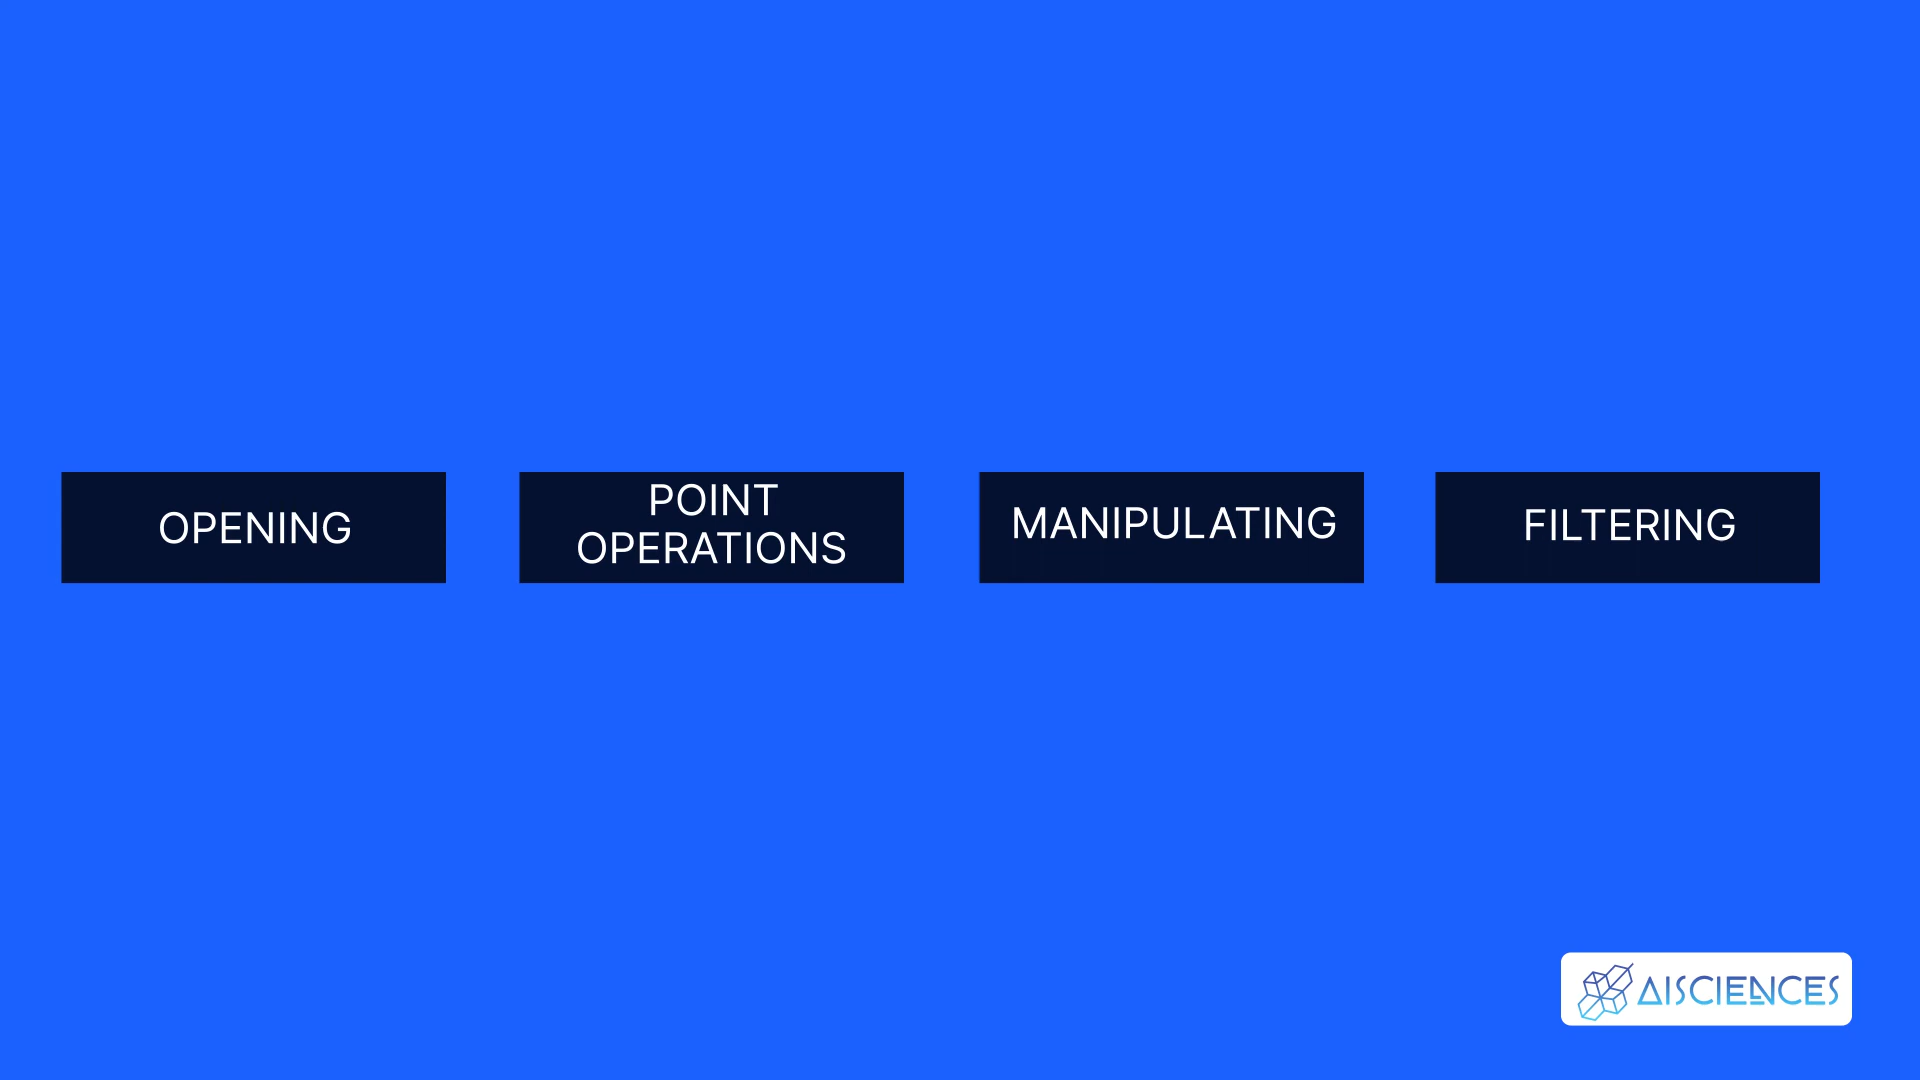 OPENING
POINT
OPERATIONS
MANIPULATING
FILTERING
AISCIENCES